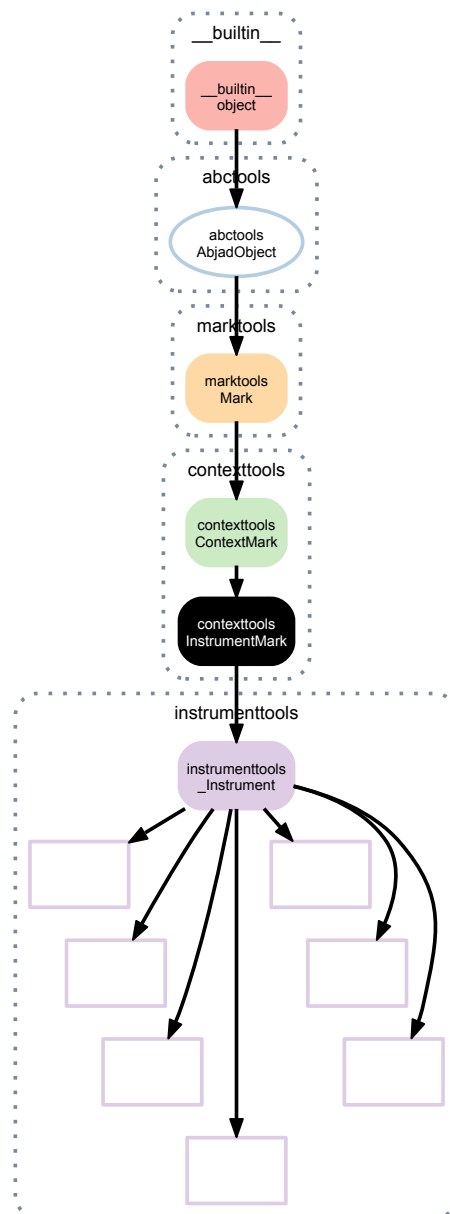 __builtin__
__builtin__
object
abctools
abctools
AbjadObject
marktools
marktools
Mark
contexttools
contexttools
ContextMark
contexttools
InstrumentMark
instrumenttools
instrumenttools
_Instrument